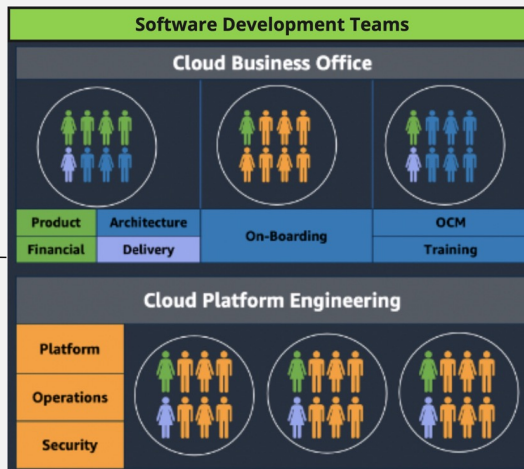 Software Development Teams
Cloud Business Office
Product
Architecture
On-Boarding
OCM
Financial
Delivery
Training
Cloud Platform Engineering
Platform
Operations
Security